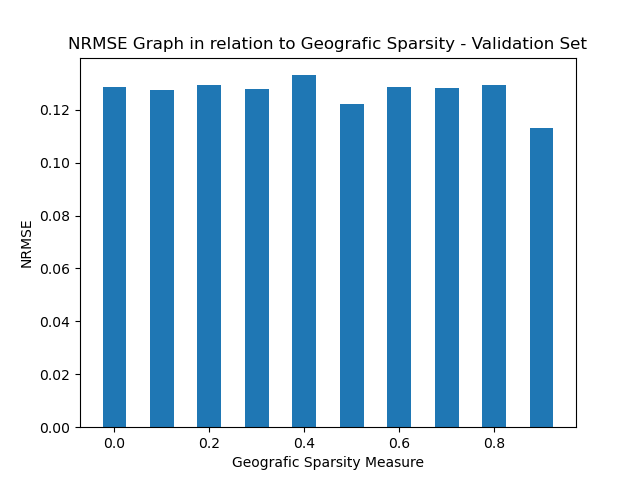 NRMSE Graph in relation to Geografic Sparsity - Validation Set
0.12
0.10
0.08
0.06
0.04
0.02
0.00
NRMSE
0.0 0.2 0.4 0.6 0.8
Geografic Sparsity Measure